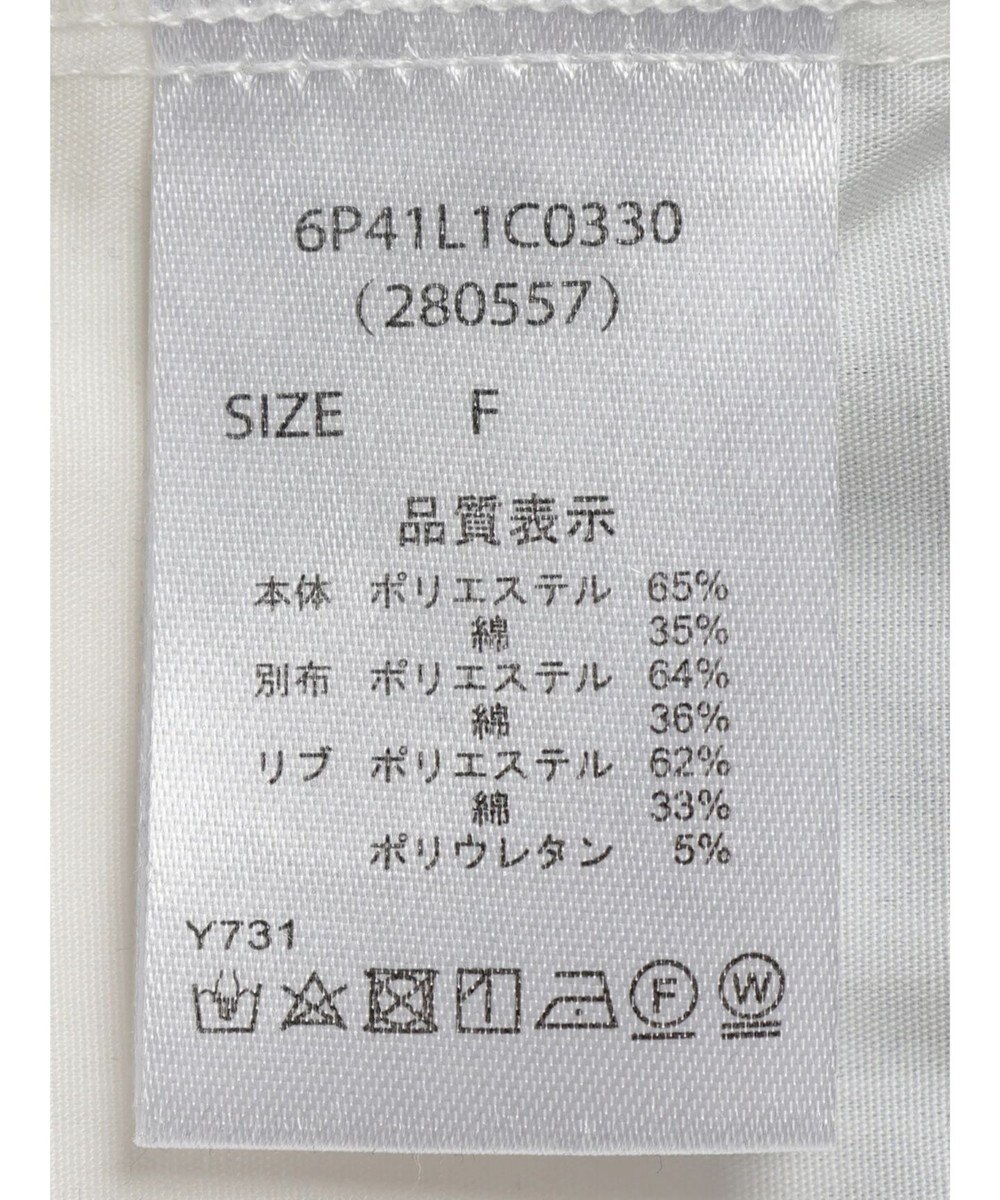 6P41L1C0330
(280557)
SIZE F
品質表示
本体 ポリエステル 65%
綿 35%
別布 ポリエステル 64%
綿 36%
リブ ポリエステル 62%
綿 33%
ポリウレタン 5%
Y731
F W